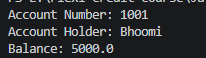 Account Number: 1001
Account Holder: Bhoomi
Balance: 5000.0